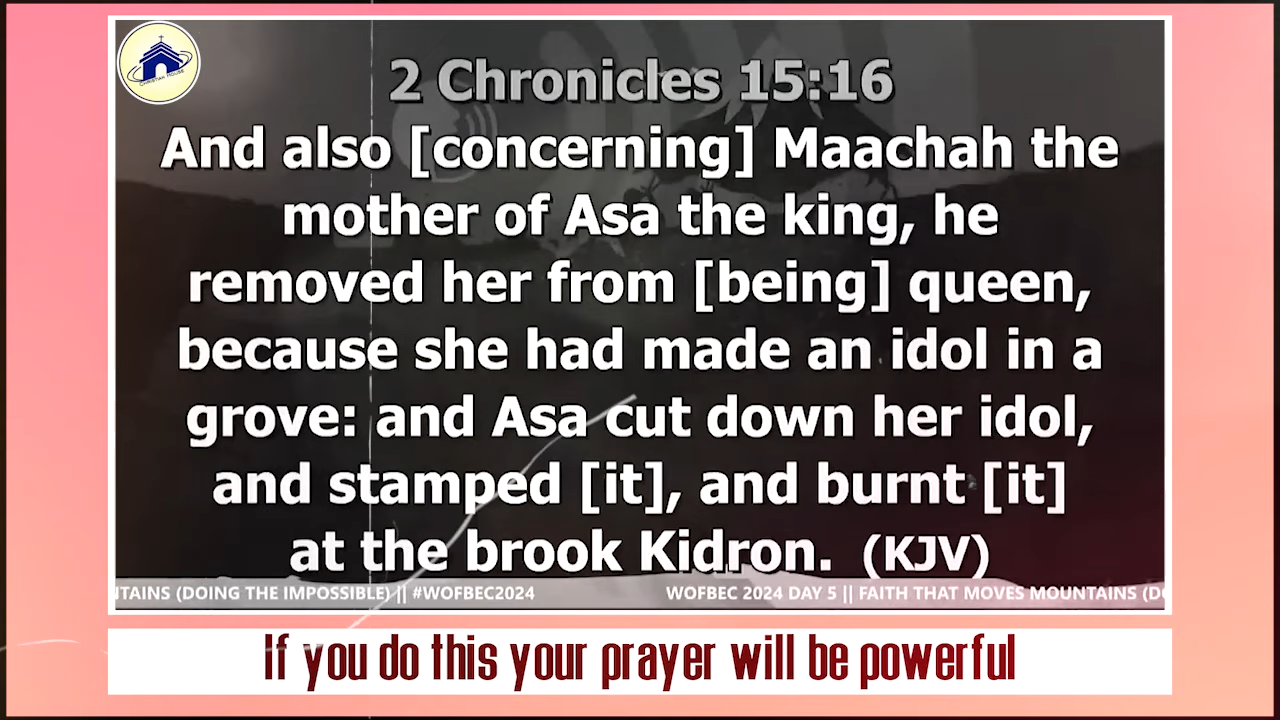 CHRISTIAN HOUSE
2 Chronicles 15:16
And also [concerning] Maachah the
mother of Asa the king, he
removed her from [being] queen,
because she had made an idol in a
grove: and Asa cut down her idol,
and stamped [it], and burnt [it]
at the brook Kidron. (KJV)
NTAINS (DOING THE IMPOSSIBLE) || #WOFBEC2024 WOFBEC 2024 DAY 5 || FAITH THAT MOVES MOUNTAINS (DO
If you do this your prayer will be powerful